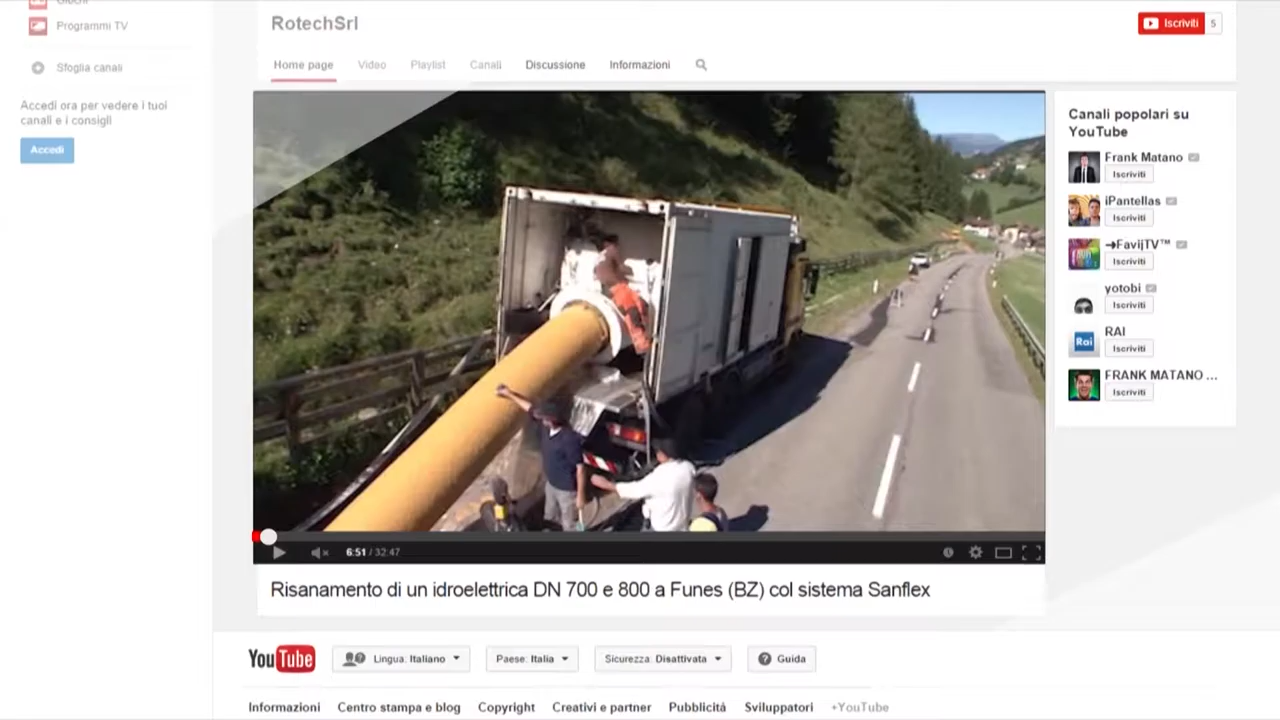 Giochi
Programmi TV
Sfoglia canali
Accedi ora per vedere i tuoi
canali e i consigli
Accedi
RotechSrl
Iscriviti 5
Home page Video Playlist Canali Discussione Informazioni
Canali popolari su
YouTube
Frank Matano
Iscriviti
iPantellas
Iscriviti
➜FavijTV™
Iscriviti
yotobi
Iscriviti
Rai
RAI
Iscriviti
FRANK MATANO ...
Iscriviti
6:51 / 32:47
Risanamento di un idroelettrica DN 700 e 800 a Funes (BZ) col sistema Sanflex
YouTube Lingua: Italiano Paese: Italia Sicurezza: Disattivata Guida
Informazioni Centro stampa e blog Copyright Creativi e partner Pubblicità Sviluppatori +YouTube